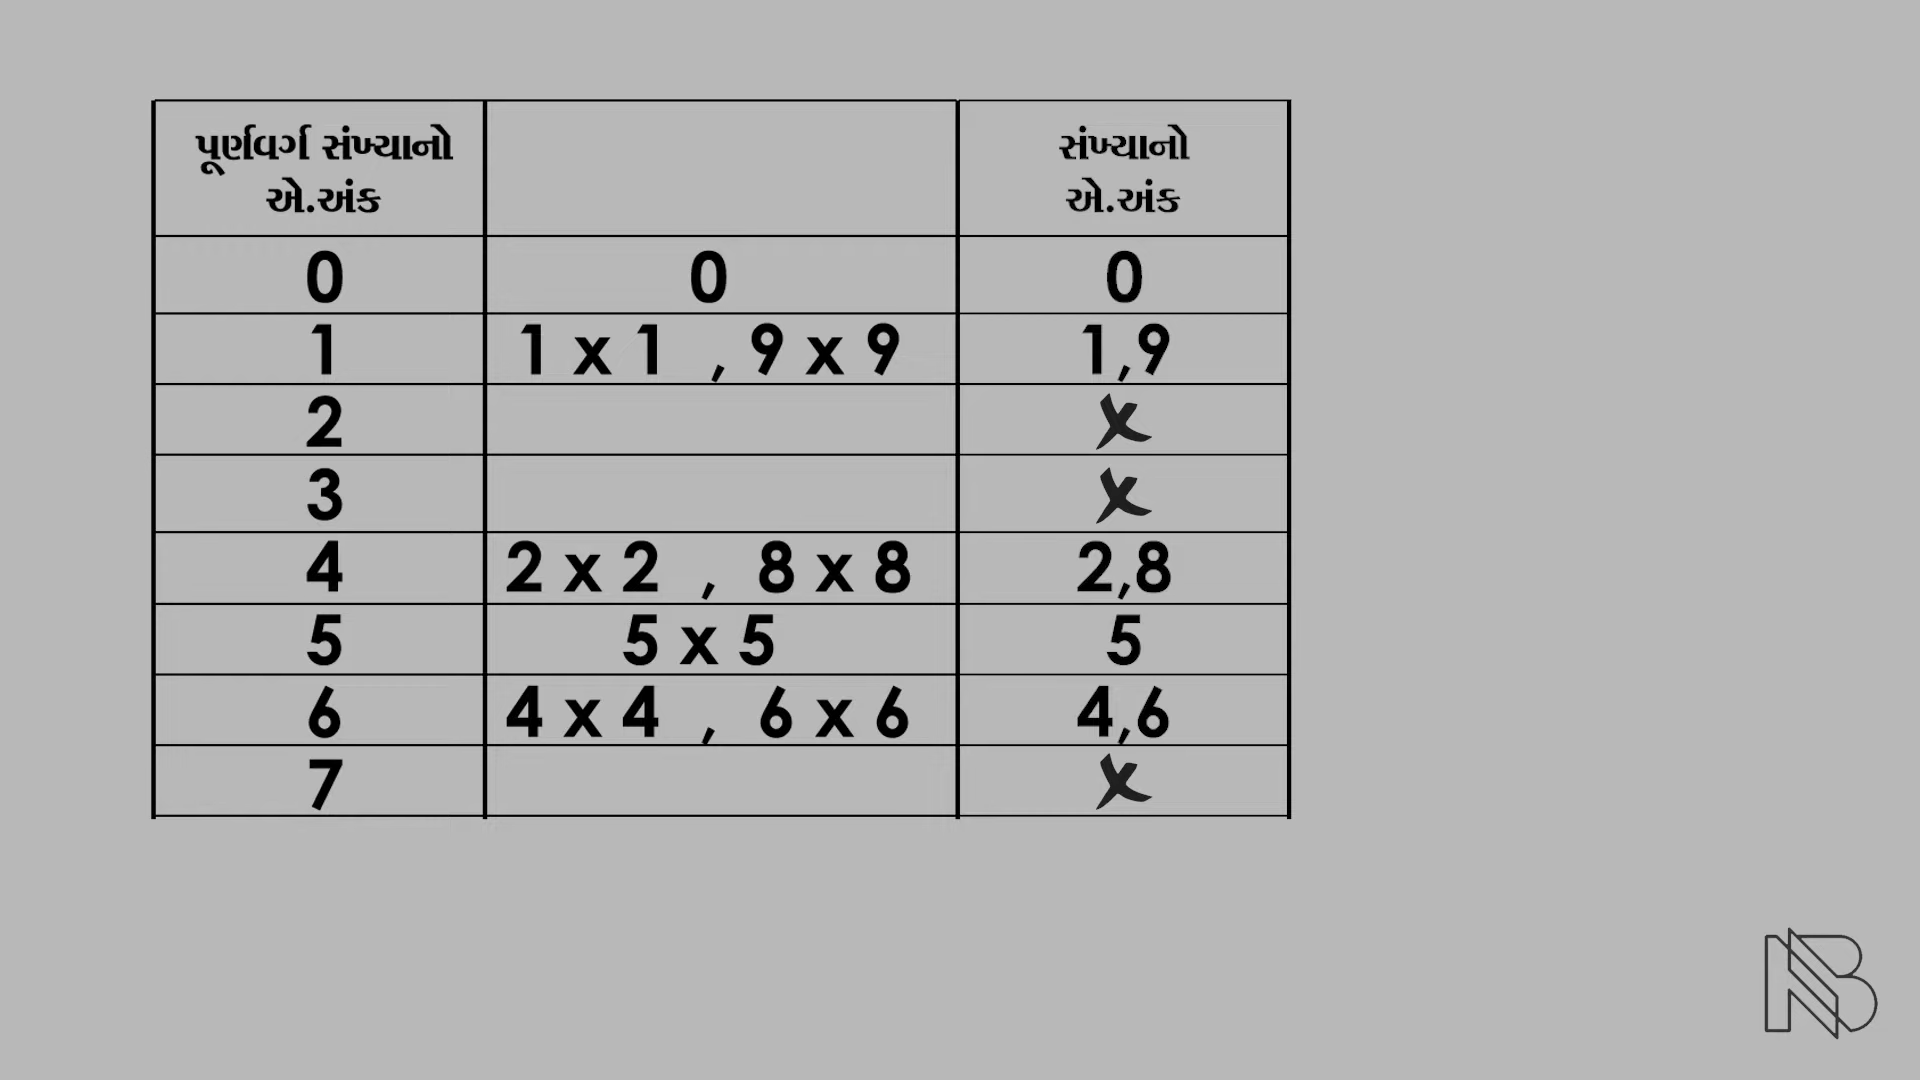 પૂર્ણવર્ગ સંખ્યાનો
એ.અંક
સંખ્યાનો
એ.અંક
0 0 0
1 1 x 1 , 9 x 9 1,9
2 x
3 x
4 2 x 2 , 8 x 8 2,8
5 5 x 5 5
6 4 x 4 , 6 x 6 4,6
7 x
NB